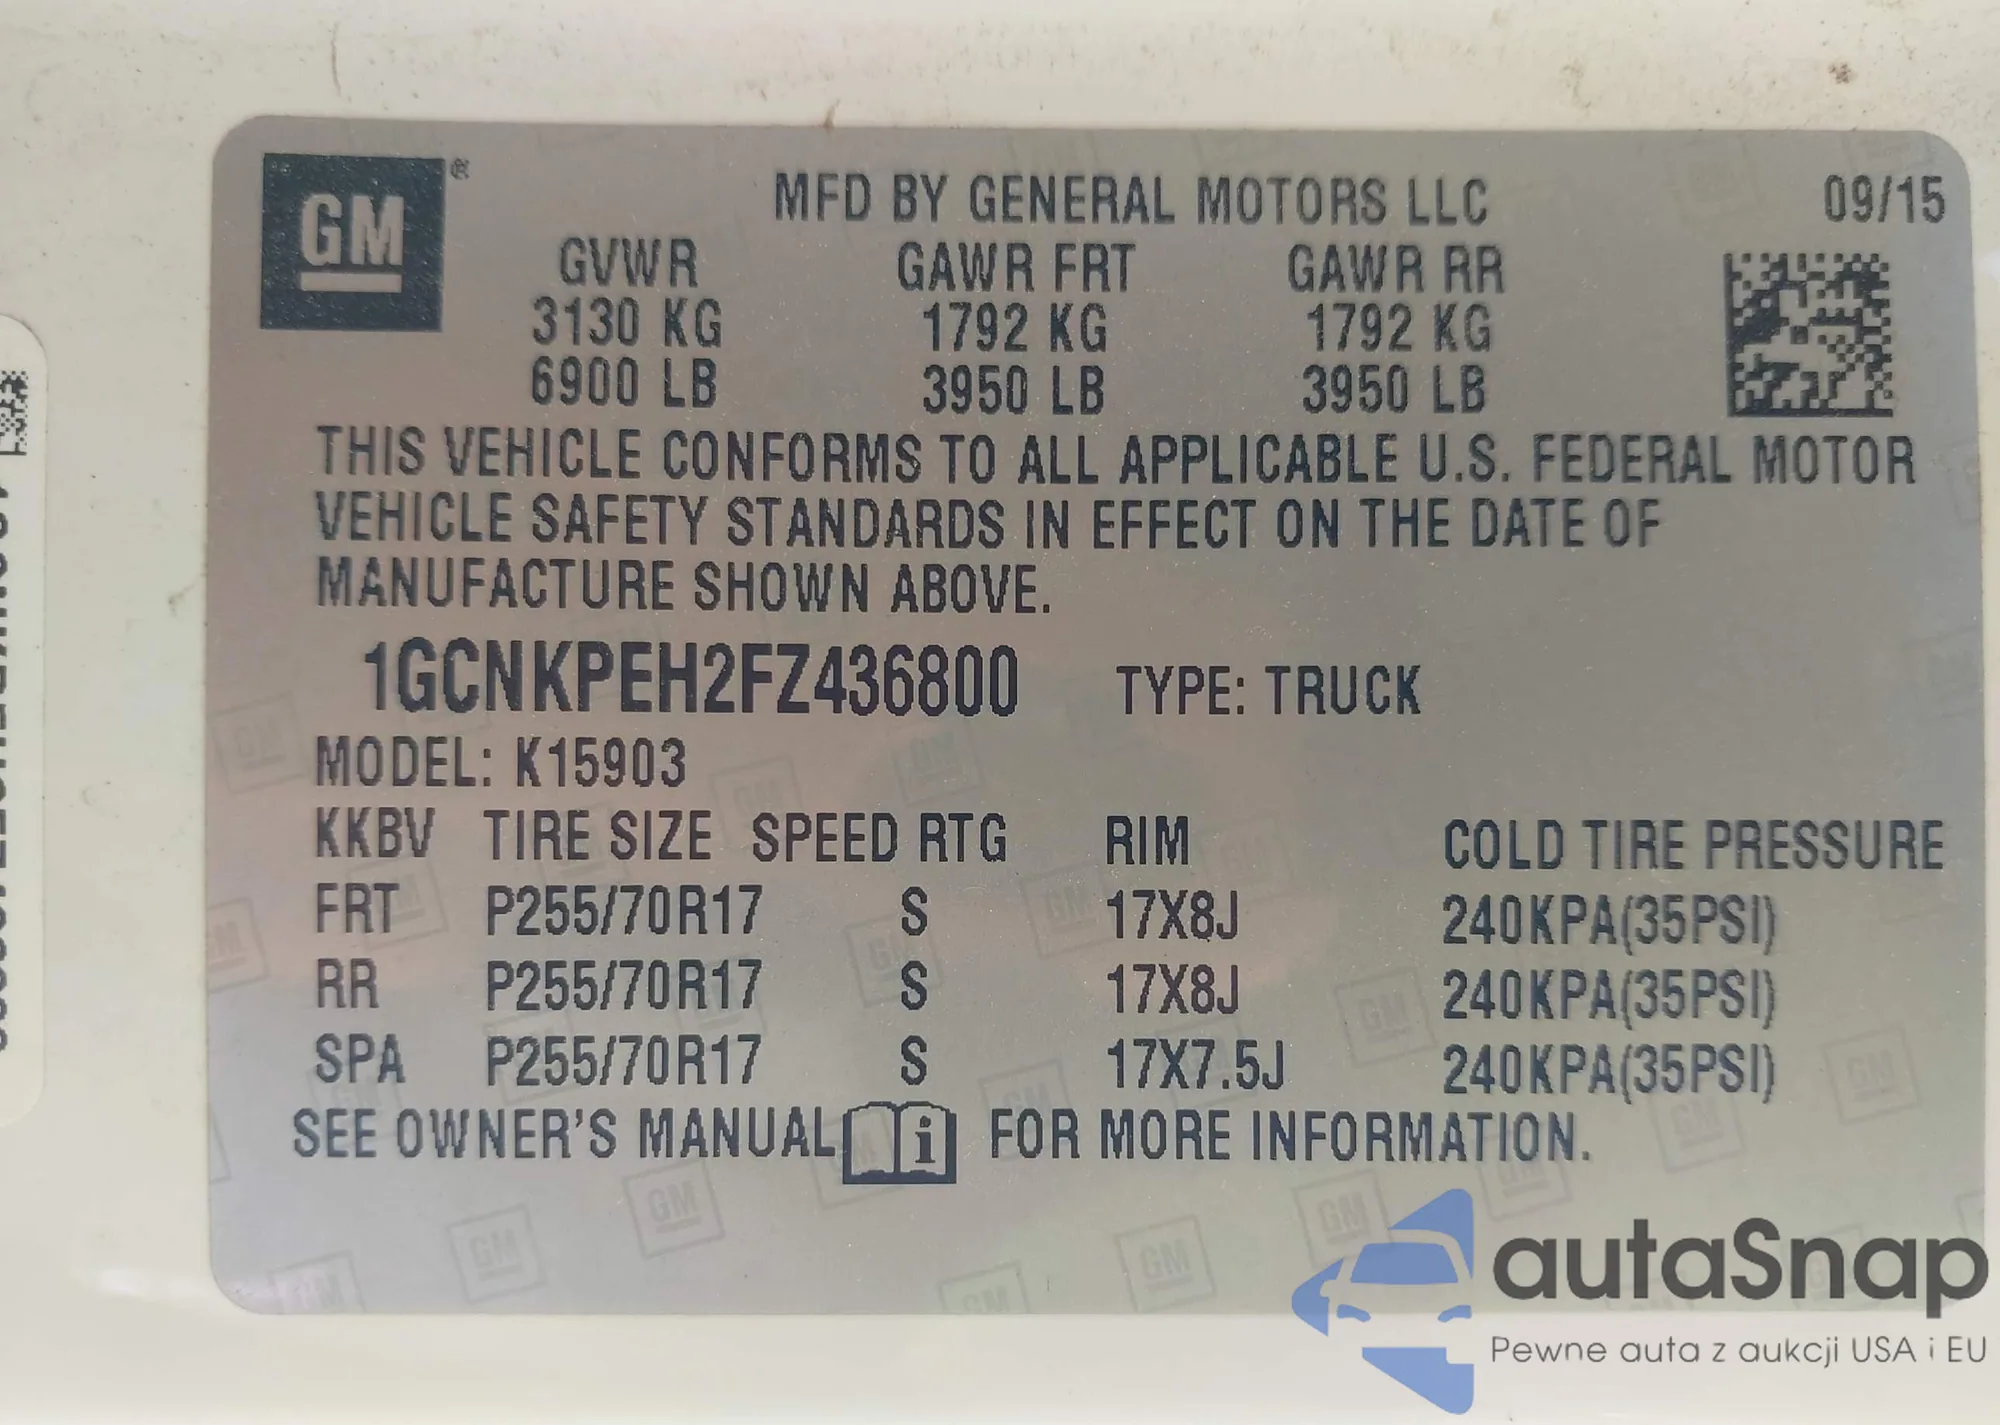 GM ®
MFD BY GENERAL MOTORS LLC 09/15
GVWR GAWR FRT GAWR RR
3130 KG 1792 KG 1792 KG
6900 LB 3950 LB 3950 LB
THIS VEHICLE CONFORMS TO ALL APPLICABLE U.S. FEDERAL MOTOR
VEHICLE SAFETY STANDARDS IN EFFECT ON THE DATE OF
MANUFACTURE SHOWN ABOVE.
1GCNKPEH2FZ436800 TYPE: TRUCK
MODEL: K15903
KKBV TIRE SIZE SPEED RTG RIM COLD TIRE PRESSURE
FRT P255/70R17 S 17X8J 240KPA(35PSI)
RR P255/70R17 S 17X8J 240KPA(35PSI)
SPA P255/70R17 S 17X7.5J 240KPA(35PSI)
SEE OWNER'S MANUAL i FOR MORE INFORMATION.
autaSnap
Pewne auta z aukcji USA i EU